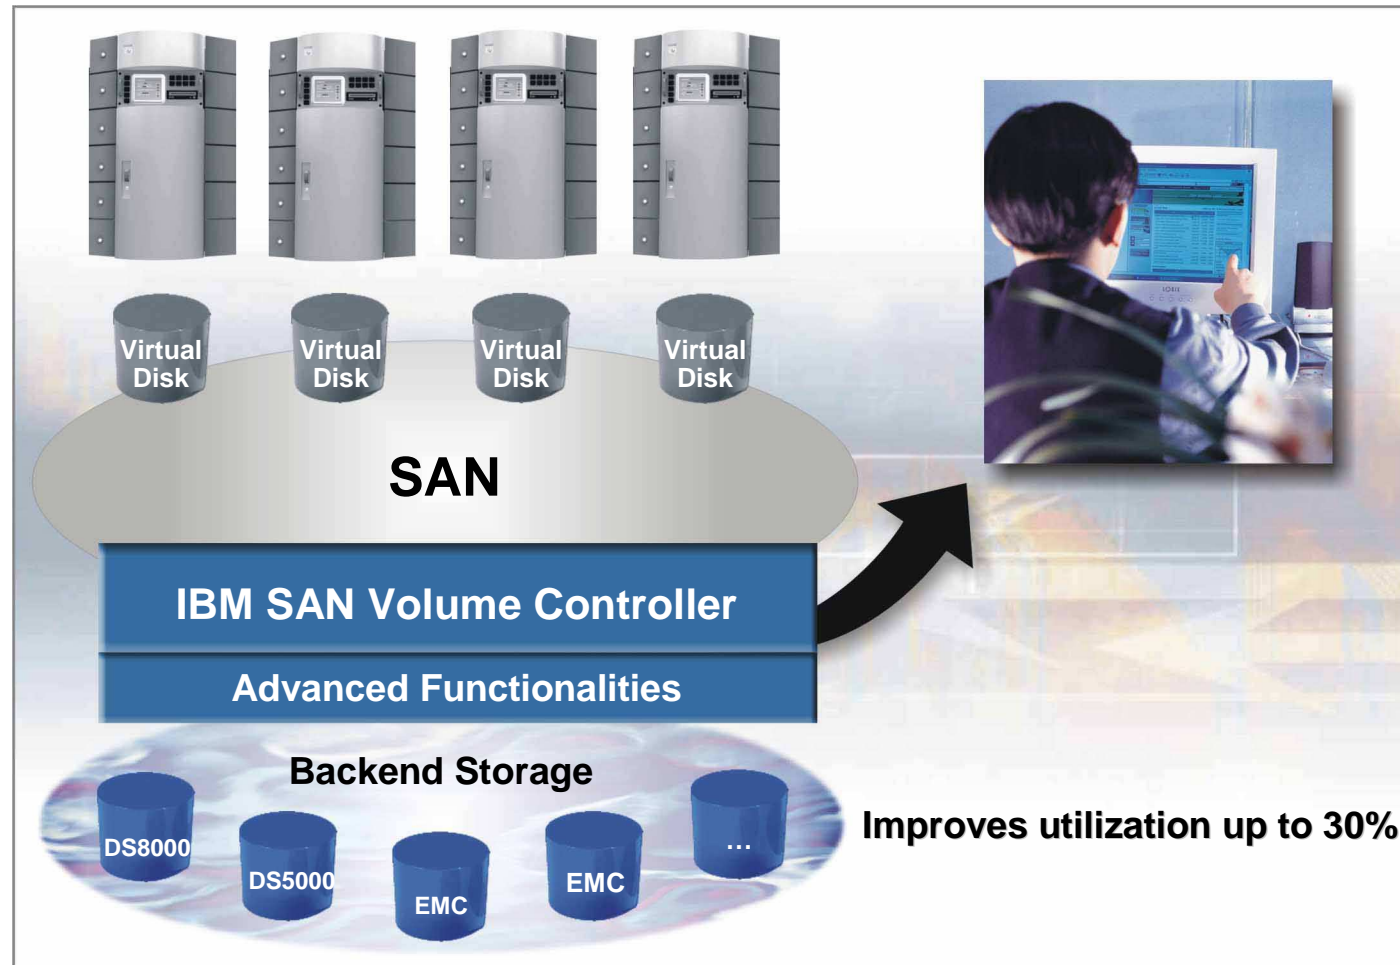 Virtual
Disk
Virtual
Disk
Virtual
Disk
Virtual
Disk
SAN
IBM SAN Volume Controller
Advanced Functionalities
Backend Storage
DS8000
DS5000
EMC
EMC
...
Improves utilization up to 30%